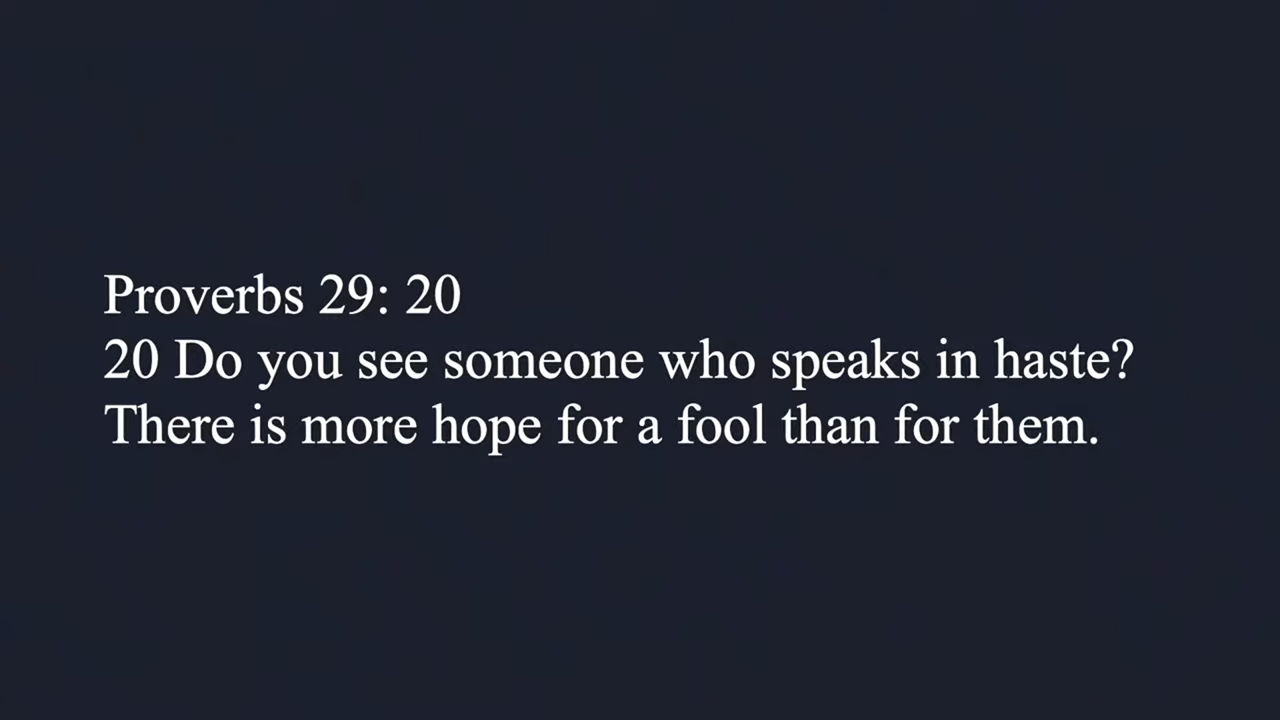 Proverbs 29: 20
20 Do you see someone who speaks in haste?
There is more hope for a fool than for them.